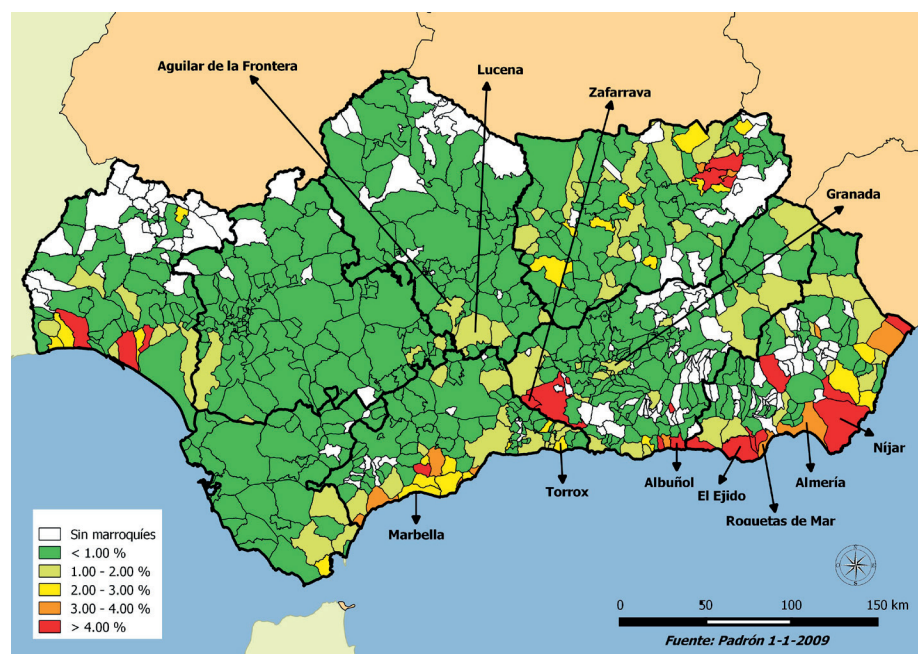 Aguilar de la Frontera
Lucena
Zafarrava
Granada
Níjar
Almería
Albuñol
El Ejido
Torrox
Roquetas de Mar
Marbella
Sin marroquíes
< 1.00 %
1.00 - 2.00 %
2.00 - 3.00 %
3.00 - 4.00 %
> 4.00 %
0 50 100 150 km
Fuente: Padrón 1-1-2009